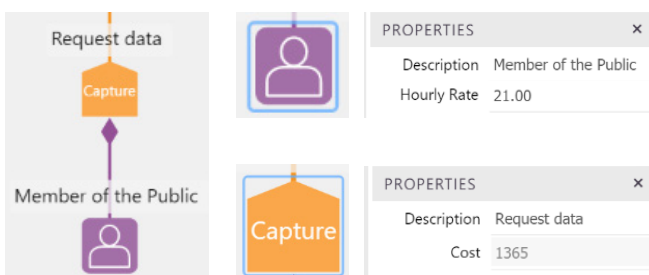 Request data
Capture
Member of the Public
PROPERTIES ×
Description Member of the Public
Hourly Rate 21.00
Capture
PROPERTIES ×
Description Request data
Cost 1365